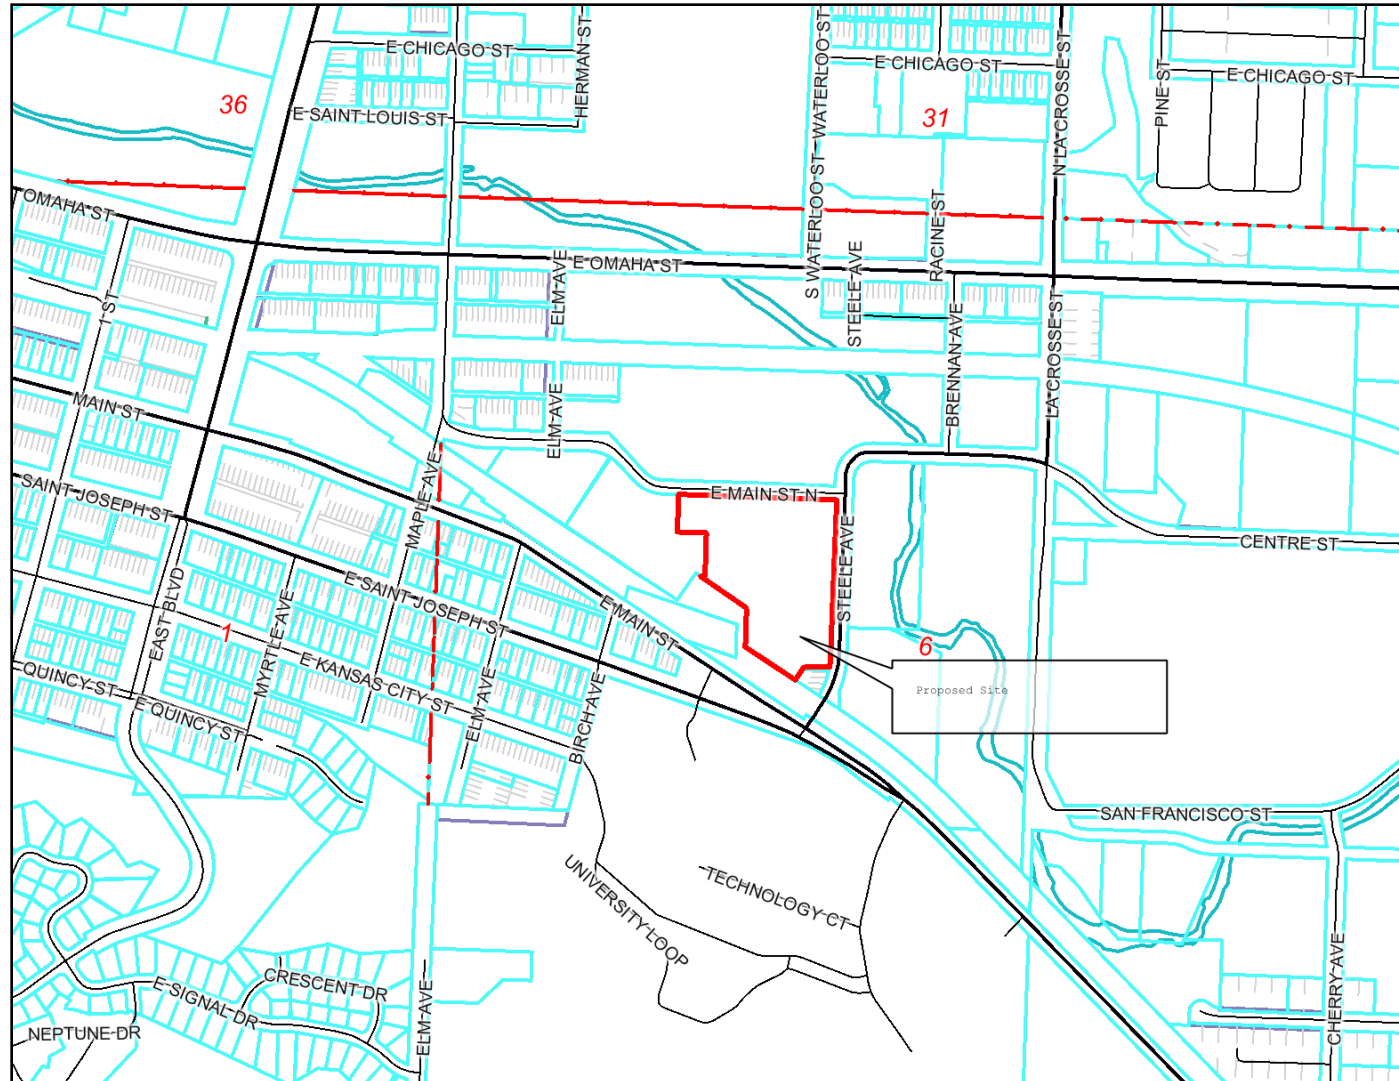 E CHICAGO ST
HERMAN ST
S WATERLOO ST
WATERLOO ST
E CHICAGO ST
N LA CROSSE ST
PINE ST
E CHICAGO ST
36
E SAINT LOUIS ST
31
OMAHA ST
1 ST
E OMAHA ST
ELM AVE
STEELE AVE
RACINE ST
LA CROSSE ST
BRENNAN AVE
MAIN ST
ELM AVE
MAPLE AVE
SAINT JOSEPH ST
E MAIN ST N
STEELE AVE
CENTRE ST
EAST BLVD
MYRTLE AVE
E SAINT JOSEPH ST
E MAIN ST
1
E KANSAS CITY ST
ELM AVE
BIRCH AVE
6
Proposed Site
QUINCY ST
E QUINCY ST
SAN FRANCISCO ST
UNIVERSITY LOOP
TECHNOLOGY CT
CRESCENT DR
E SIGNAL DR
ELM AVE
NEPTUNE DR
CHERRY AVE